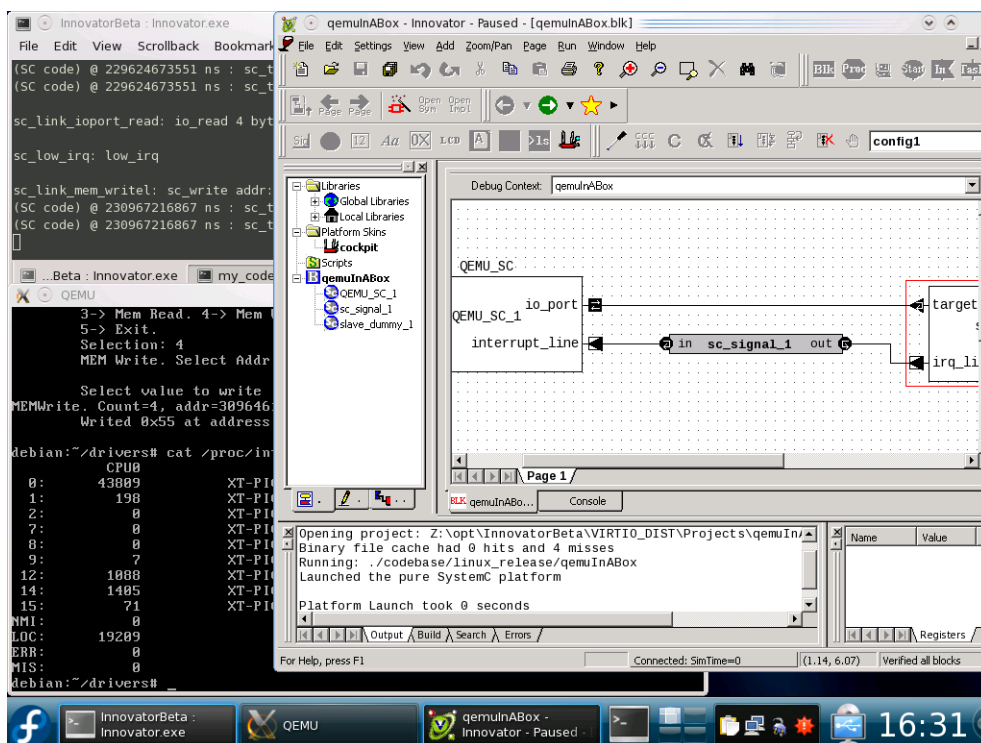 InnovatorBeta : Innovator.exe
File Edit View Scrollback Bookmark
(SC code) @ 229624673551 ns : sc_t
(SC code) @ 229624673551 ns : sc_t
sc_link_ioport_read: io_read 4 byt
sc_low_irq: low_irq
sc_link_mem_writel: sc_write addr:
(SC code) @ 230967216867 ns : sc_t
(SC code) @ 230967216867 ns : sc_t
...Beta : Innovator.exe my_code
QEMU
3-> Mem Read. 4-> Mem
5-> Exit.
Selection: 4
MEM Write. Select Addr
Select value to write
MEMWrite. Count=4, addr=309646
Writed 0x55 at address
debian:~/drivers# cat /proc/in
CPU0
0: 43809 XT-PI
1: 198 XT-PI
2: 0 XT-PI
7: 0 XT-PI
8: 0 XT-PI
9: 7 XT-PI
12: 1088 XT-PI
14: 1405 XT-PI
15: 71 XT-PI
NMI: 0
LOC: 19209
ERR: 0
MIS: 0
debian:~/drivers# _
qemuInABox - Innovator - Paused - [qemuInABox.blk]
File Edit Settings View Add Zoom/Pan Page Run Window Help
Blk Proc Start Int Tas
Page Page Open Sym Open Impl
Sid 12 Aa 0X LCD A >1s CCC C config1
Libraries
Global Libraries
Local Libraries
Platform Skins
cockpit
Scripts
qemuInABox
QEMU_SC_1
sc_signal_1
slave_dummy_1
Debug Context: qemuInABox
QEMU_SC
QEMU_SC_1
io_port
interrupt_line
in sc_signal_1 out
target
irq_li
Page 1
BLK qemuInABo... Console
Opening project: Z:\opt\InnovatorBeta\VIRTIO_DIST\Projects\qemuIn
Binary file cache had 0 hits and 4 misses
Running: ./codebase/linux_release/qemuInABox
Launched the pure SystemC platform
Platform Launch took 0 seconds
Output Build Search Errors
Name Value
Registers
For Help, press F1 Connected: SimTime=0 (1.14, 6.07) Verified all blocks
InnovatorBeta :
Innovator.exe
QEMU
qemuInABox -
Innovator - Paused -
16:31